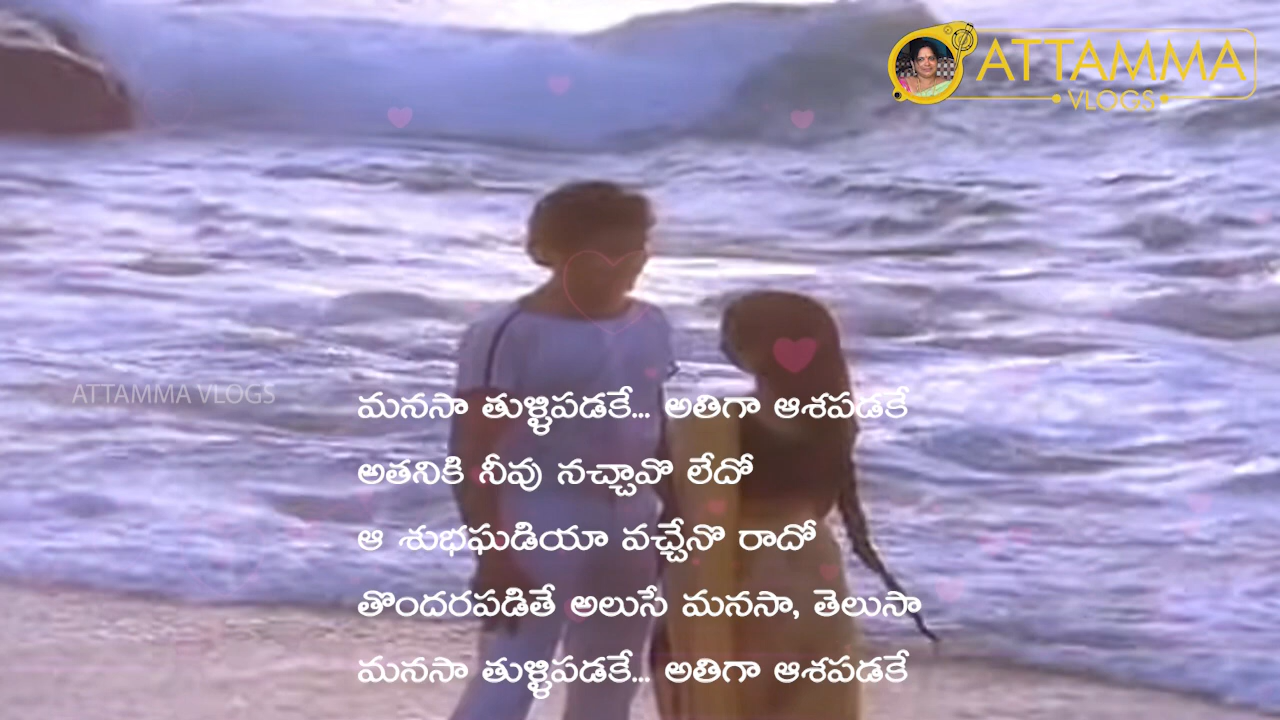 ATTAMMA
VLOGS
ATTAMMA VLOGS
మనసా తుళ్ళిపడకే... అతిగా ఆశపడకే
అతనికి నీవు నచ్చావొ లేదో
ఆ శుభఘడియా వచ్చేనొ రాదో
తొందరపడితే అలుసే మనసా, తెలుసా
మనసా తుళ్ళిపడకే... అతిగా ఆశపడకే